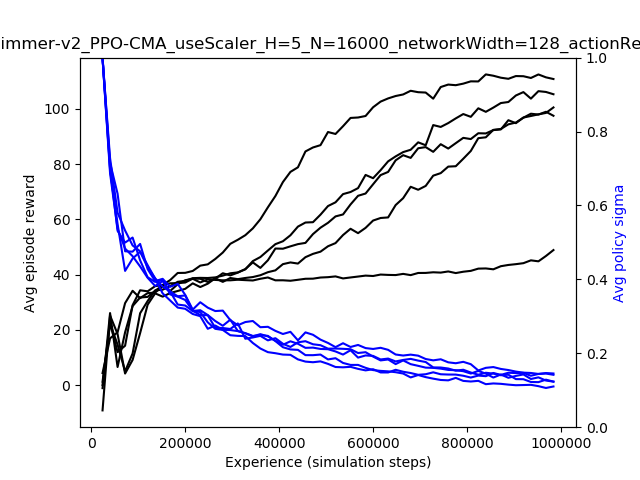 immer-v2_PPO-CMA_useScaler_H=5_N=16000_networkWidth=128_actionRe
Avg episode reward
100
80
60
40
20
0
1.0
0.8
0.6
0.4
0.2
0.0
Avg policy sigma
0 200000 400000 600000 800000 1000000
Experience (simulation steps)